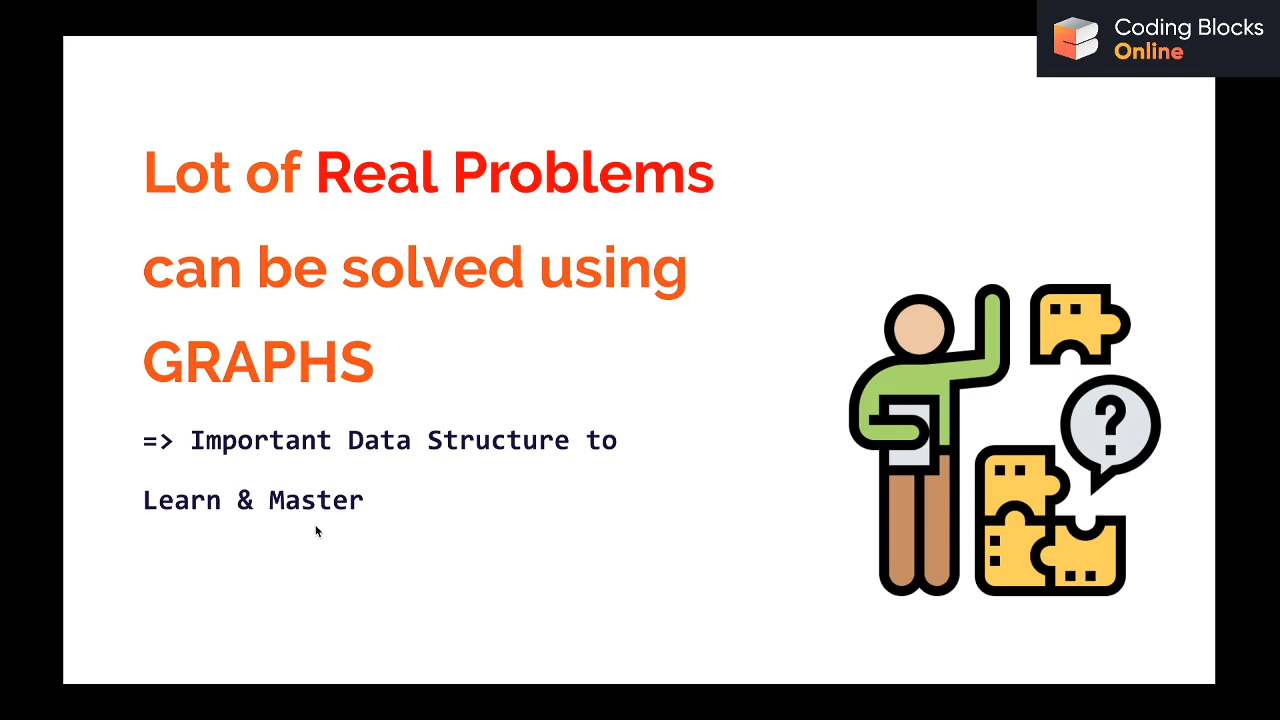 Coding Blocks
Online
Lot of Real Problems
can be solved using
GRAPHS
=> Important Data Structure to
Learn & Master
?